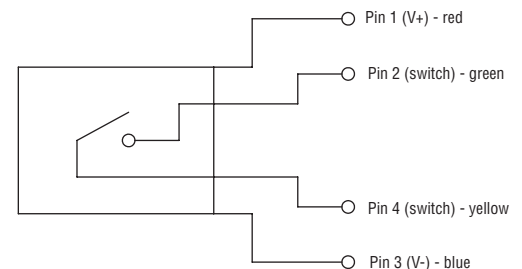 Pin 1 (V+) - red
Pin 2 (switch) - green
Pin 4 (switch) - yellow
Pin 3 (V-) - blue